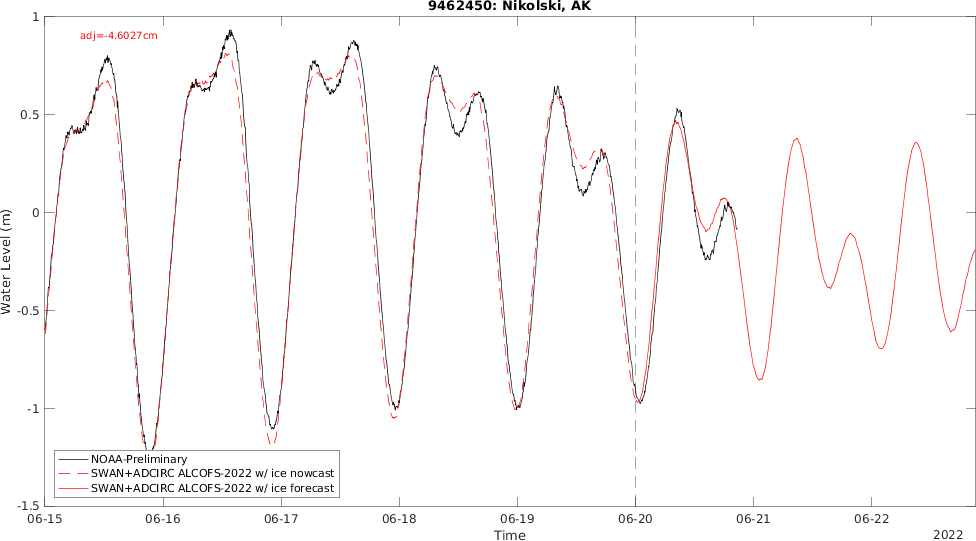 9462450: Nikolski, AK
adj=-4.6027cm
1
0.5
0
-0.5
-1
-1.5
Water Level (m)
NOAA-Preliminary
SWAN+ADCIRC ALCOFS-2022 w/ ice nowcast
SWAN+ADCIRC ALCOFS-2022 w/ ice forecast
06-15 06-16 06-17 06-18 06-19 06-20 06-21 06-22
Time
2022